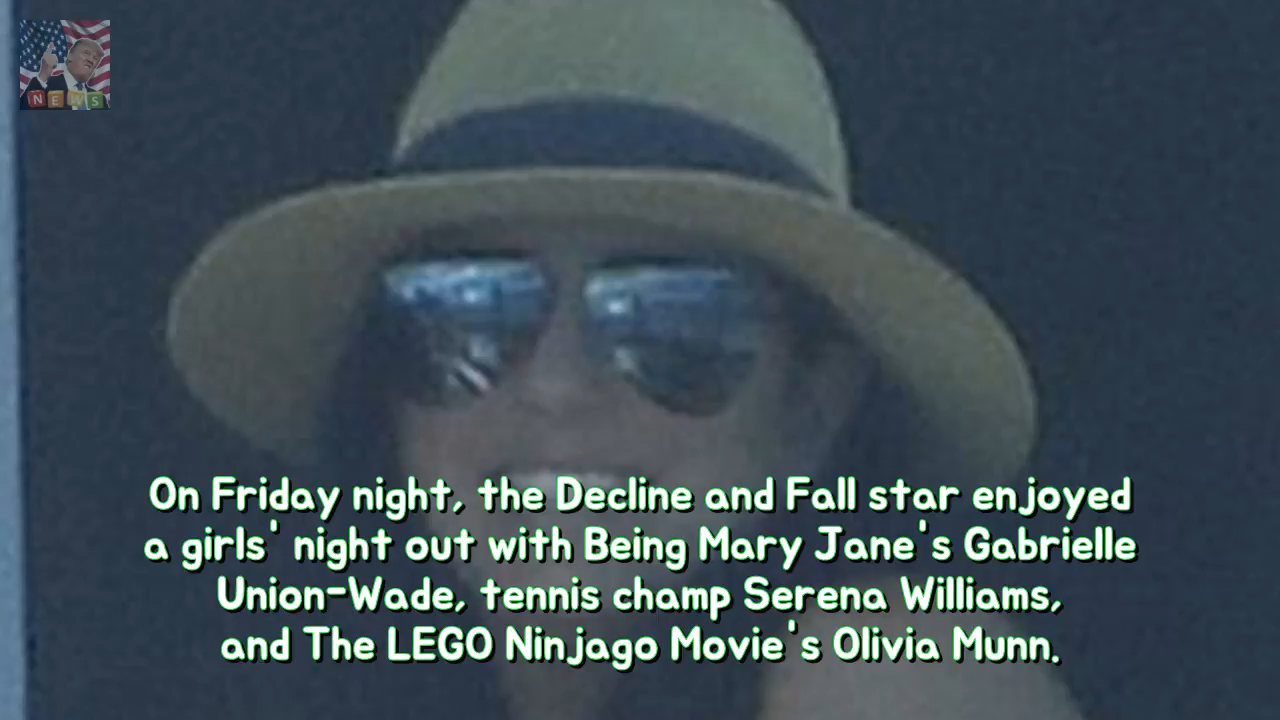 NEWS
On Friday night, the Decline and Fall star enjoyed
a girls' night out with Being Mary Jane's Gabrielle
Union-Wade, tennis champ Serena Williams,
and The LEGO Ninjago Movie's Olivia Munn.